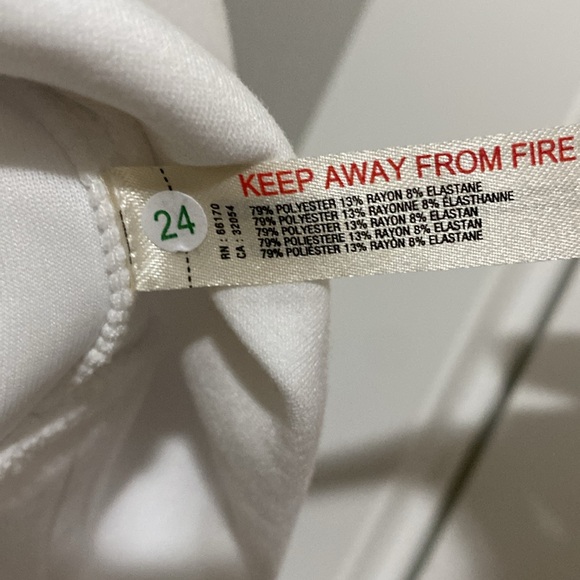 KEEP AWAY FROM FIRE
24
RN : 66170
CA : 32054
79% POLYESTER 13% RAYON 8% ELASTANE
79% POLYESTER 13% RAYONNE 8% ÉLASTHANNE
79% POLYESTER 13% RAYON 8% ELASTAN
79% POLIESTERE 13% RAYON 8% ELASTAN
79% POLIÉSTER 13% RAYÓN 8% ELASTANE